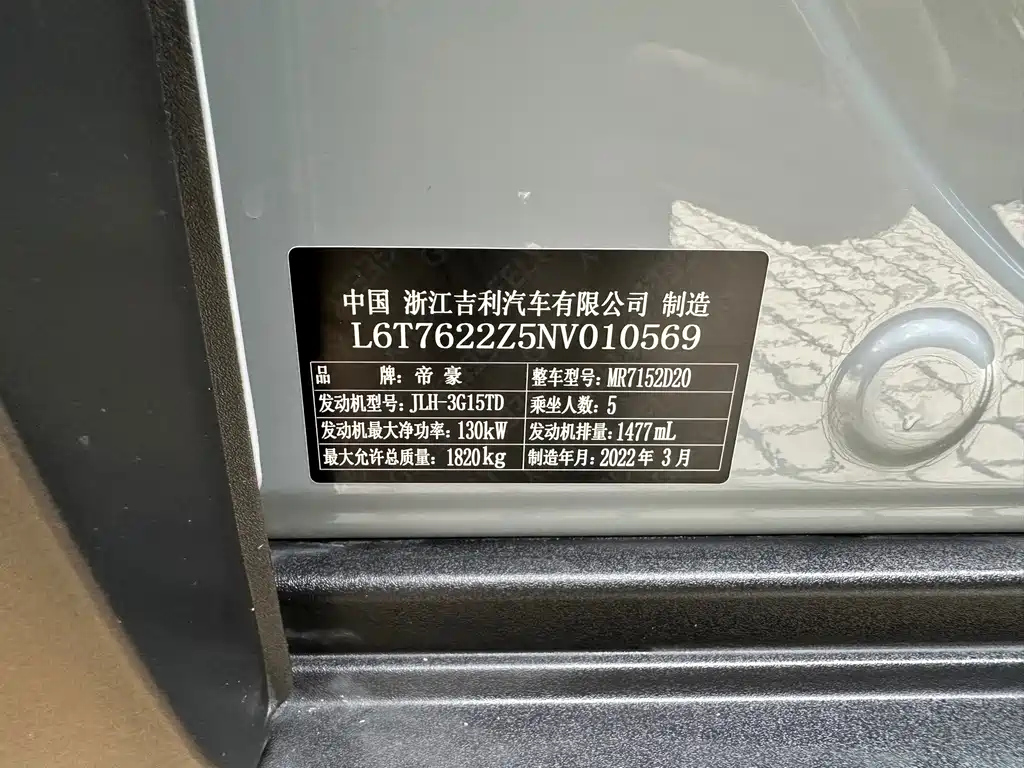 中国 浙江吉利汽车有限公司 制造
L6T7622Z5NV010569
品 牌: 帝豪 整车型号: MR7152D20
发动机型号: JLH-3G15TD 乘坐人数: 5
发动机最大净功率: 130kW 发动机排量: 1477mL
最大允许总质量: 1820kg 制造年月: 2022年 3月